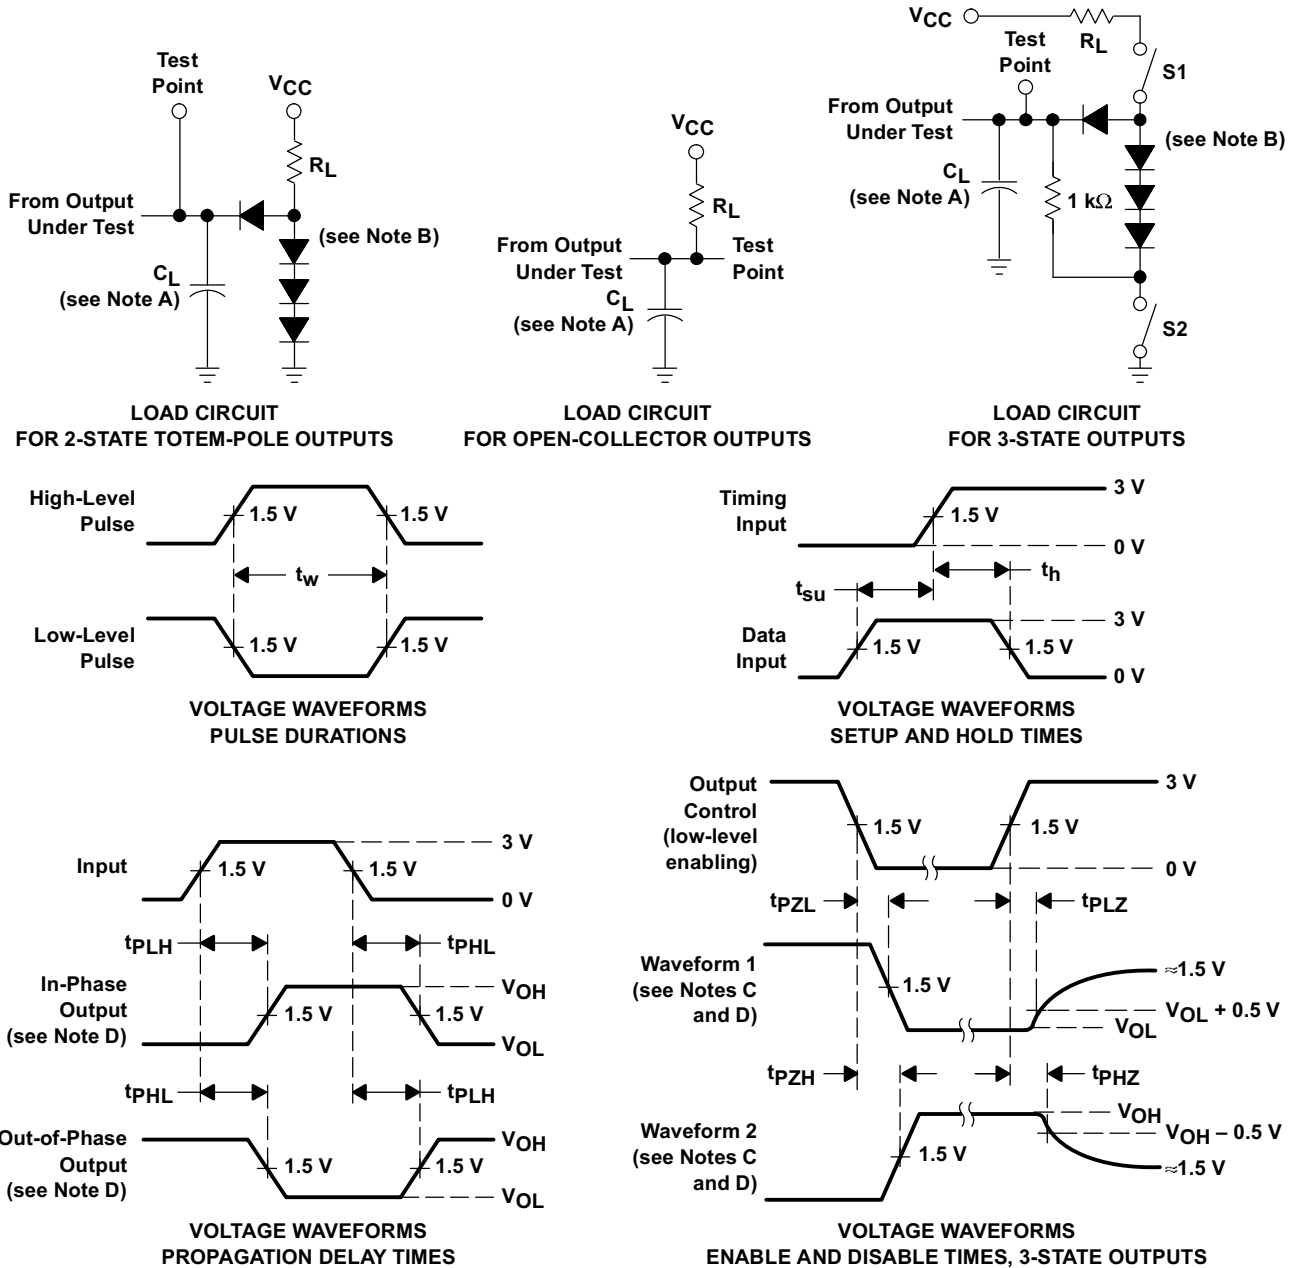 Test
Point
VCC
RL
From Output
Under Test
(see Note B)
CL
(see Note A)
LOAD CIRCUIT
FOR 2-STATE TOTEM-POLE OUTPUTS
VCC
RL
From Output
Under Test
Test
Point
CL
(see Note A)
LOAD CIRCUIT
FOR OPEN-COLLECTOR OUTPUTS
VCC
RL
S1
Test
Point
From Output
Under Test
(see Note B)
CL
(see Note A)
1 kΩ
S2
LOAD CIRCUIT
FOR 3-STATE OUTPUTS
High-Level
Pulse
1.5 V
1.5 V
tw
Low-Level
Pulse
1.5 V
1.5 V
VOLTAGE WAVEFORMS
PULSE DURATIONS
Timing
Input
3 V
1.5 V
0 V
th
tsu
Data
Input
3 V
1.5 V
1.5 V
0 V
VOLTAGE WAVEFORMS
SETUP AND HOLD TIMES
Input
3 V
1.5 V
1.5 V
0 V
tPLH
tPHL
In-Phase
Output
(see Note D)
VOH
1.5 V
1.5 V
VOL
tPHL
tPLH
Out-of-Phase
Output
(see Note D)
VOH
1.5 V
1.5 V
VOL
VOLTAGE WAVEFORMS
PROPAGATION DELAY TIMES
Output
Control
(low-level
enabling)
3 V
1.5 V
1.5 V
0 V
tPZL
tPLZ
Waveform 1
(see Notes C
and D)
1.5 V
≈1.5 V
VOL + 0.5 V
VOL
tPZH
tPHZ
Waveform 2
(see Notes C
and D)
1.5 V
VOH
VOH – 0.5 V
≈1.5 V
VOLTAGE WAVEFORMS
ENABLE AND DISABLE TIMES, 3-STATE OUTPUTS